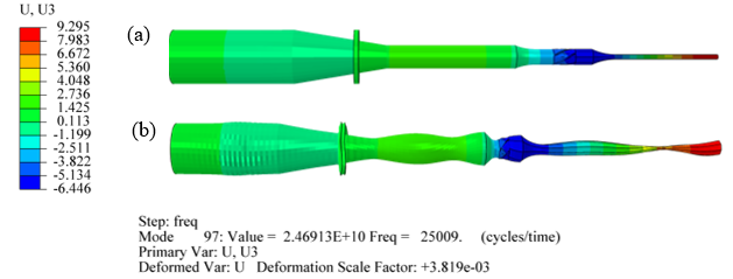 U, U3
9.295
7.983
6.672
5.360
4.048
2.736
1.425
0.113
-1.199
-2.511
-3.822
-5.134
-6.446
(a)
(b)
Step: freq
Mode 97: Value = 2.46913E+10 Freq = 25009. (cycles/time)
Primary Var: U, U3
Deformed Var: U Deformation Scale Factor: +3.819e-03